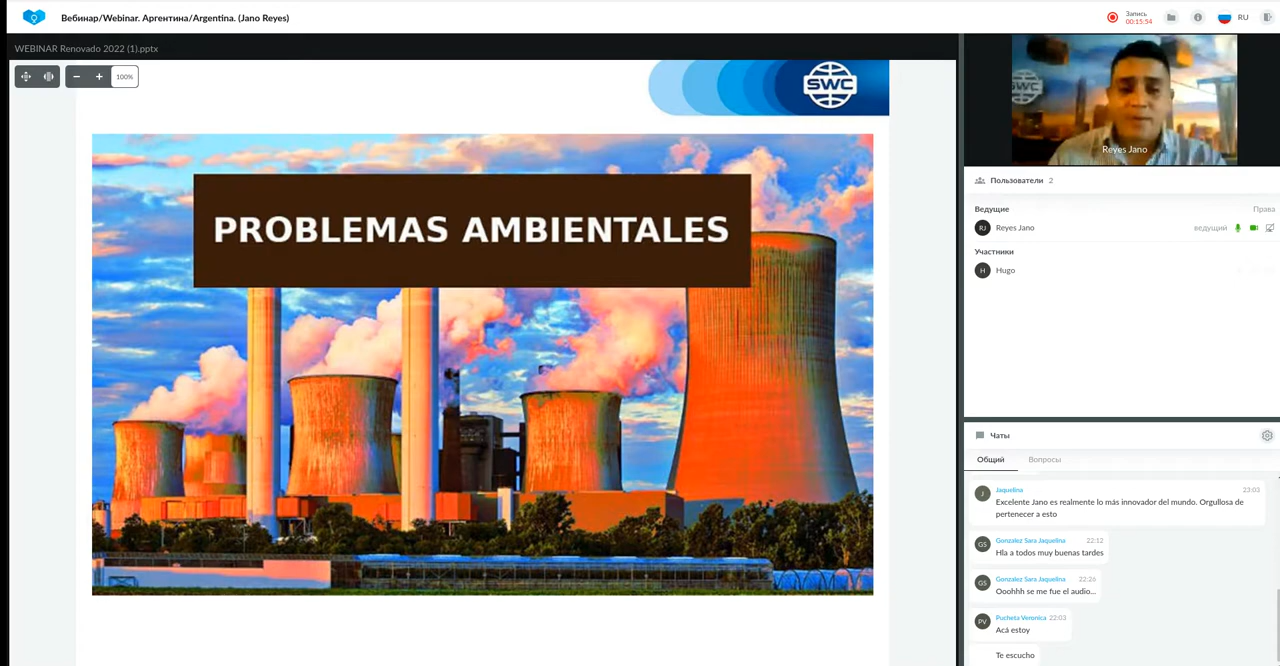 Вебинар/Webinar. Аргентина/Argentina. (Jano Reyes)
Запись
00:15:54
RU
WEBINAR Renovado 2022 (1).pptx
100%
SWC
PROBLEMAS AMBIENTALES
SWC
Reyes Jano
Пользователи 2
Ведущие
Права
RJ
Reyes Jano
ведущий
Участники
H
Hugo
Чаты
Общий
Вопросы
J
Jaquelina
23:03
Excelente Jano es realmente lo más innovador del mundo. Orgullosa de
pertenecer a esto
GS
Gonzalez Sara Jaquelina
22:12
Hla a todos muy buenas tardes
GS
Gonzalez Sara Jaquelina
22:26
Ooohhh se me fue el audio...
PV
Pucheta Veronica 22:03
Acá estoy
Te escucho